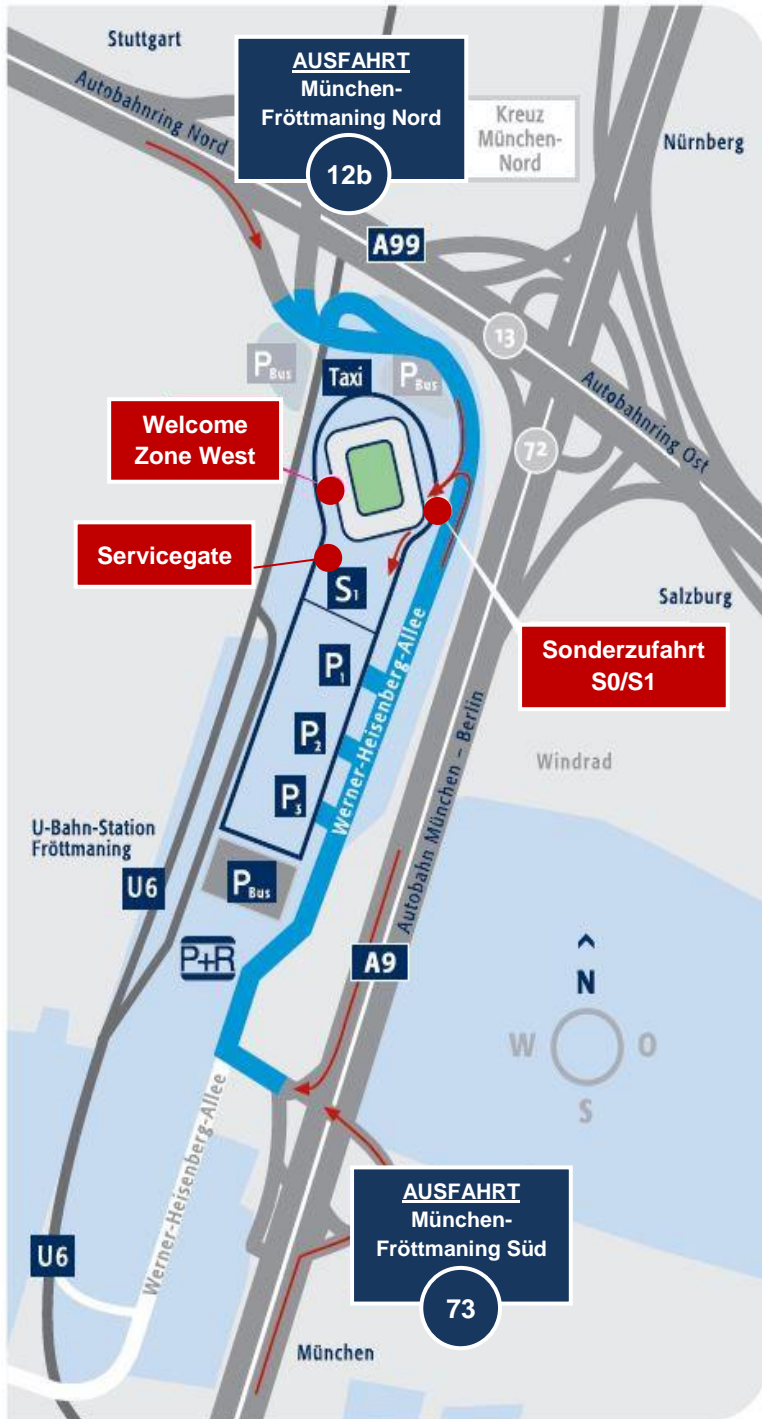 Stuttgart
AUSFAHRT
München-
Fröttmaning Nord
12b
Kreuz
München-
Nord
Nürnberg
Autobahnring Nord
A99
13
Autobahnring Ost
72
P Bus
Taxi
P Bus
Welcome
Zone West
Servicegate
S1
Salzburg
Sonderzufahrt
S0/S1
P1
P2
P3
Werner-Heisenberg-Allee
Autobahn München – Berlin
Windrad
U-Bahn-Station
Fröttmaning
U6
P Bus
P+R
A9
N
W O
S
Werner-Heisenberg-Allee
AUSFAHRT
München-
Fröttmaning Süd
73
U6
München